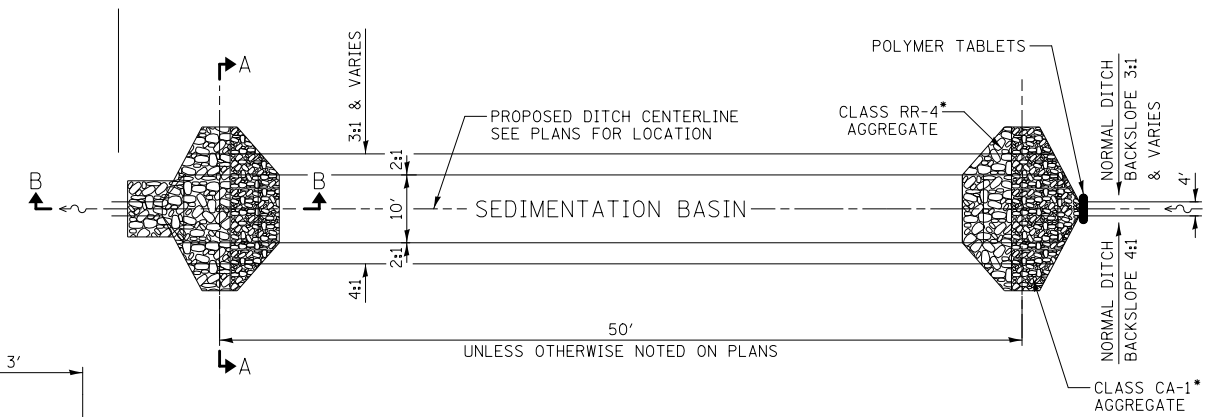 A
3:1 & VARIES
POLYMER TABLETS
NORMAL DITCH
BACKSLOPE 3:1
& VARIES
PROPOSED DITCH CENTERLINE
SEE PLANS FOR LOCATION
CLASS RR-4*
AGGREGATE
2:1
B
B
10'
SEDIMENTATION BASIN
4'
2:1
4:1
NORMAL DITCH
BACKSLOPE 4:1
50'
UNLESS OTHERWISE NOTED ON PLANS
3'
A
CLASS CA-1*
AGGREGATE